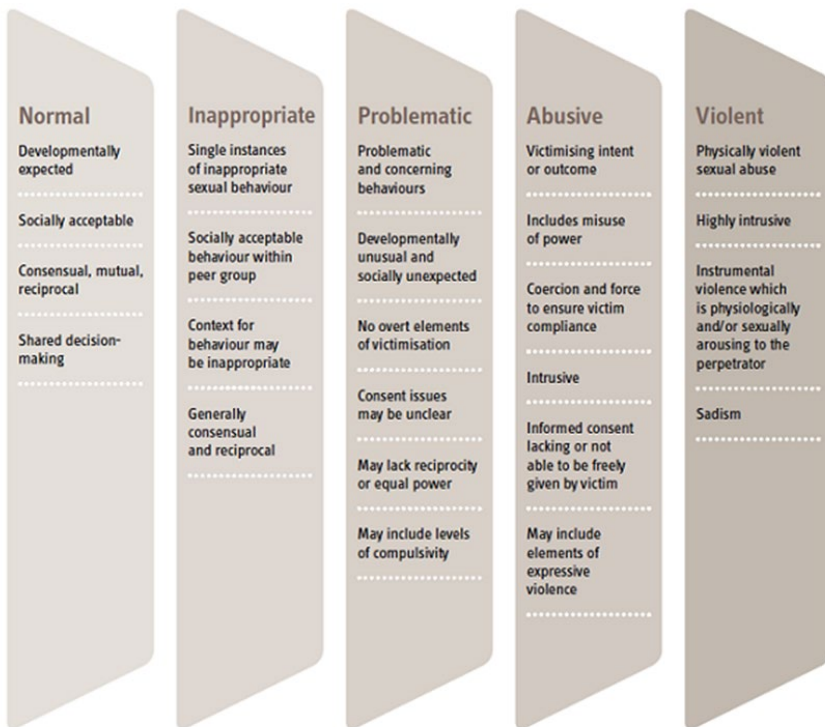 Normal
Developmentally
expected
Socially acceptable
Consensual, mutual,
reciprocal
Shared decision-
making
Inappropriate
Single instances
of inappropriate
sexual behaviour
Socially acceptable
behaviour within
peer group
Context for
behaviour may
be inappropriate
Generally
consensual
and reciprocal
Problematic
Problematic
and concerning
behaviours
Developmentally
unusual and
socially unexpected
No overt elements
of victimisation
Consent issues
may be unclear
May lack reciprocity
or equal power
May include levels
of compulsivity
Abusive
Victimising intent
or outcome
Includes misuse
of power
Coercion and force
to ensure victim
compliance
Intrusive
Informed consent
lacking or not
able to be freely
given by victim
May include
elements of
expressive
violence
Violent
Physically violent
sexual abuse
Highly intrusive
Instrumental
violence which
is physiologically
and/or sexually
arousing to the
perpetrator
Sadism